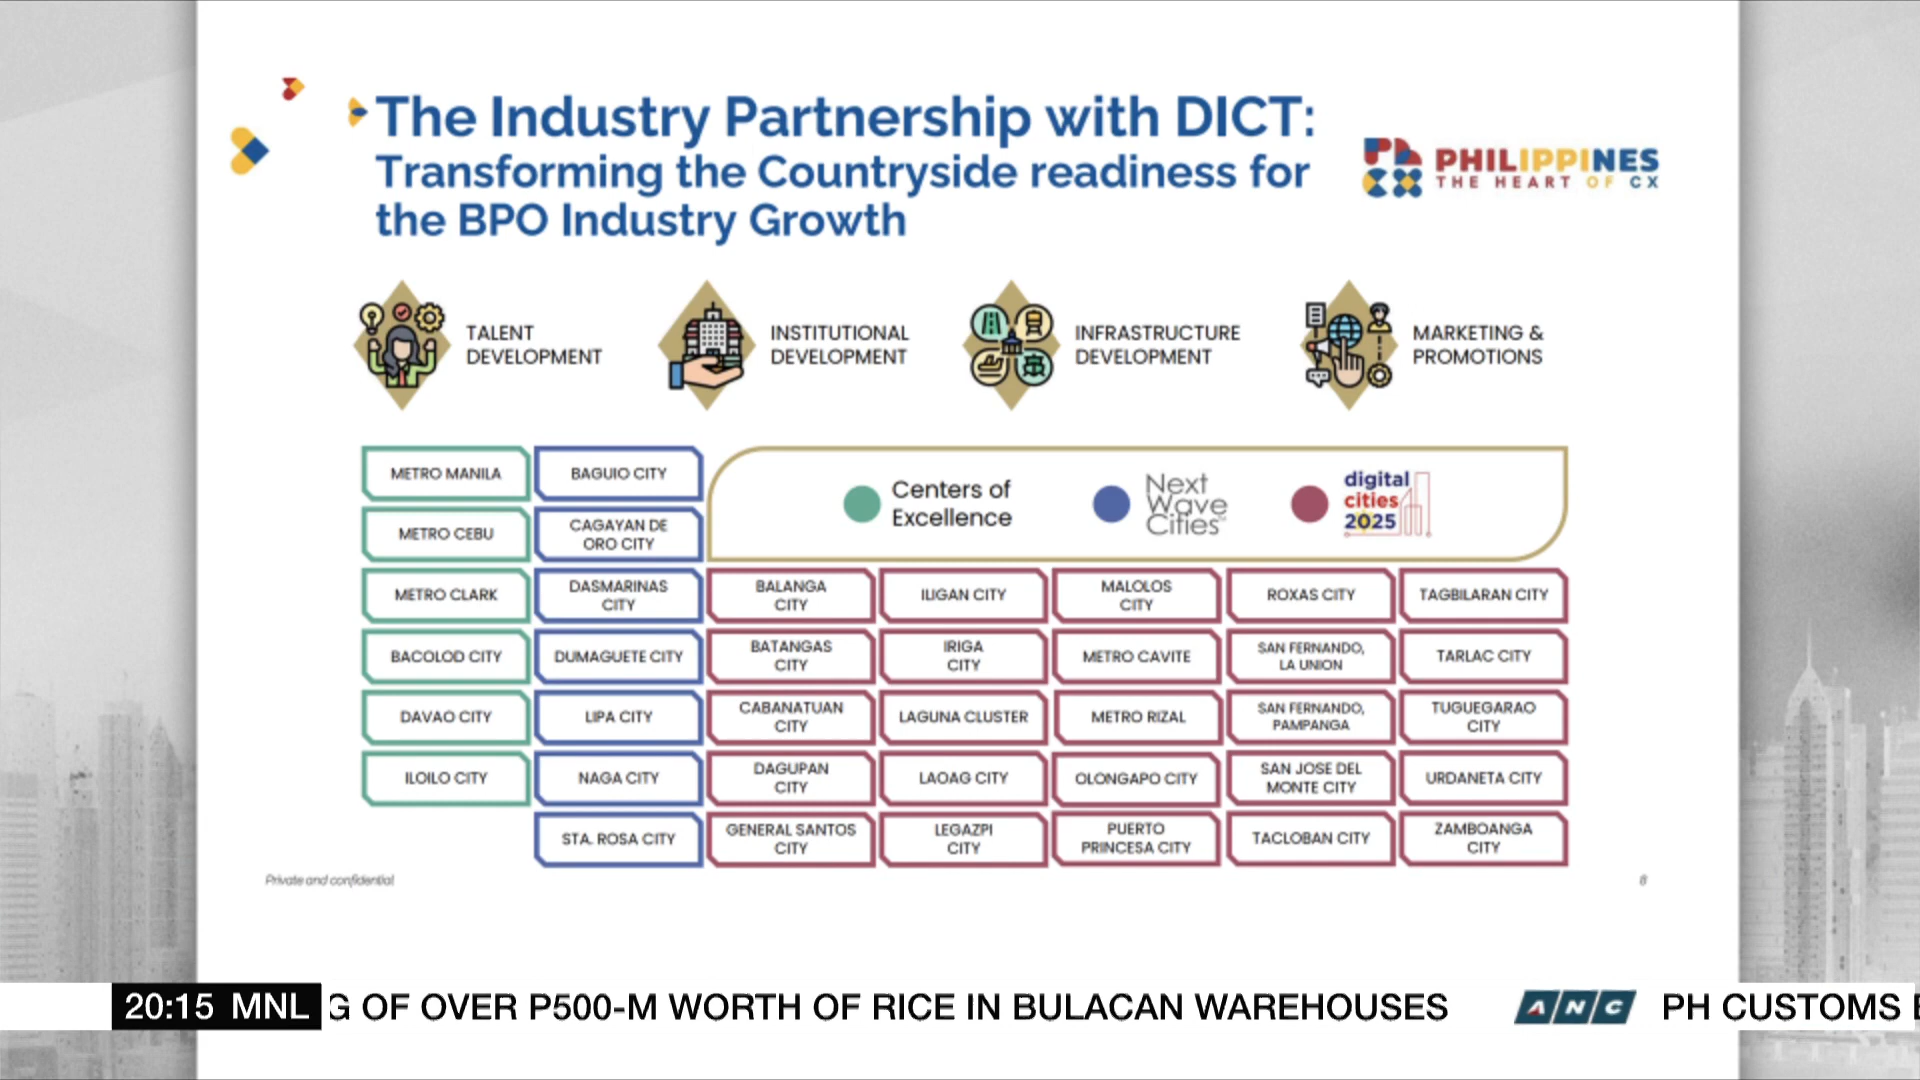 The Industry Partnership with DICT:
Transforming the Countryside readiness for
the BPO Industry Growth
PHILIPPINES
THE HEART OF CX
TALENT
DEVELOPMENT
INSTITUTIONAL
DEVELOPMENT
INFRASTRUCTURE
DEVELOPMENT
MARKETING &
PROMOTIONS
Centers of
Excellence
Next
Wave
Cities
digital
cities
2025
METRO MANILA
METRO CEBU
METRO CLARK
BACOLOD CITY
DAVAO CITY
ILOILO CITY
BAGUIO CITY
CAGAYAN DE
ORO CITY
DASMARINAS
CITY
DUMAGUETE CITY
LIPA CITY
NAGA CITY
STA. ROSA CITY
BALANGA
CITY
BATANGAS
CITY
CABANATUAN
CITY
DAGUPAN
CITY
GENERAL SANTOS
CITY
ILIGAN CITY
IRIGA
CITY
LAGUNA CLUSTER
LAOAG CITY
LEGAZPI
CITY
MALOLOS
CITY
METRO CAVITE
METRO RIZAL
OLONGAPO CITY
PUERTO
PRINCESA CITY
ROXAS CITY
SAN FERNANDO,
LA UNION
SAN FERNANDO,
PAMPANGA
SAN JOSE DEL
MONTE CITY
TACLOBAN CITY
TAGBILARAN CITY
TARLAC CITY
TUGUEGARAO
CITY
URDANETA CITY
ZAMBOANGA
CITY
Private and confidential
8
20:15 MNL
G OF OVER P500-M WORTH OF RICE IN BULACAN WAREHOUSES
ANC
PH CUSTOMS